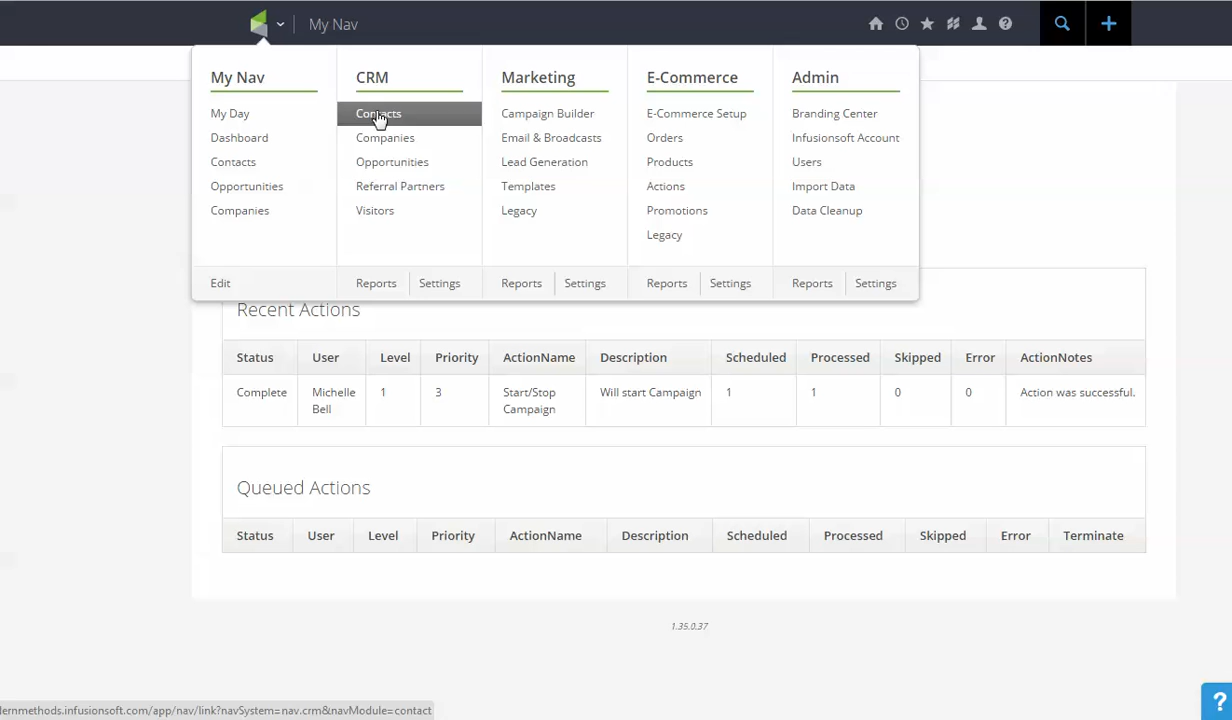 My Nav
My Nav
My Day
Dashboard
Contacts
Opportunities
Companies
Edit
CRM
Contacts
Companies
Opportunities
Referral Partners
Visitors
Reports
Settings
Marketing
Campaign Builder
Email & Broadcasts
Lead Generation
Templates
Legacy
Reports
Settings
E-Commerce
E-Commerce Setup
Orders
Products
Actions
Promotions
Legacy
Reports
Settings
Admin
Branding Center
Infusionsoft Account
Users
Import Data
Data Cleanup
Reports
Settings
Recent Actions
Status User Level Priority ActionName Description Scheduled Processed Skipped Error ActionNotes
Complete Michelle Bell 1 3 Start/Stop Campaign Will start Campaign 1 1 0 0 Action was successful.
Queued Actions
Status User Level Priority ActionName Description Scheduled Processed Skipped Error Terminate
1.35.0.37
lernmethods.infusionsoft.com/app/nav/link?navSystem=nav.crm&navModule=contact
?